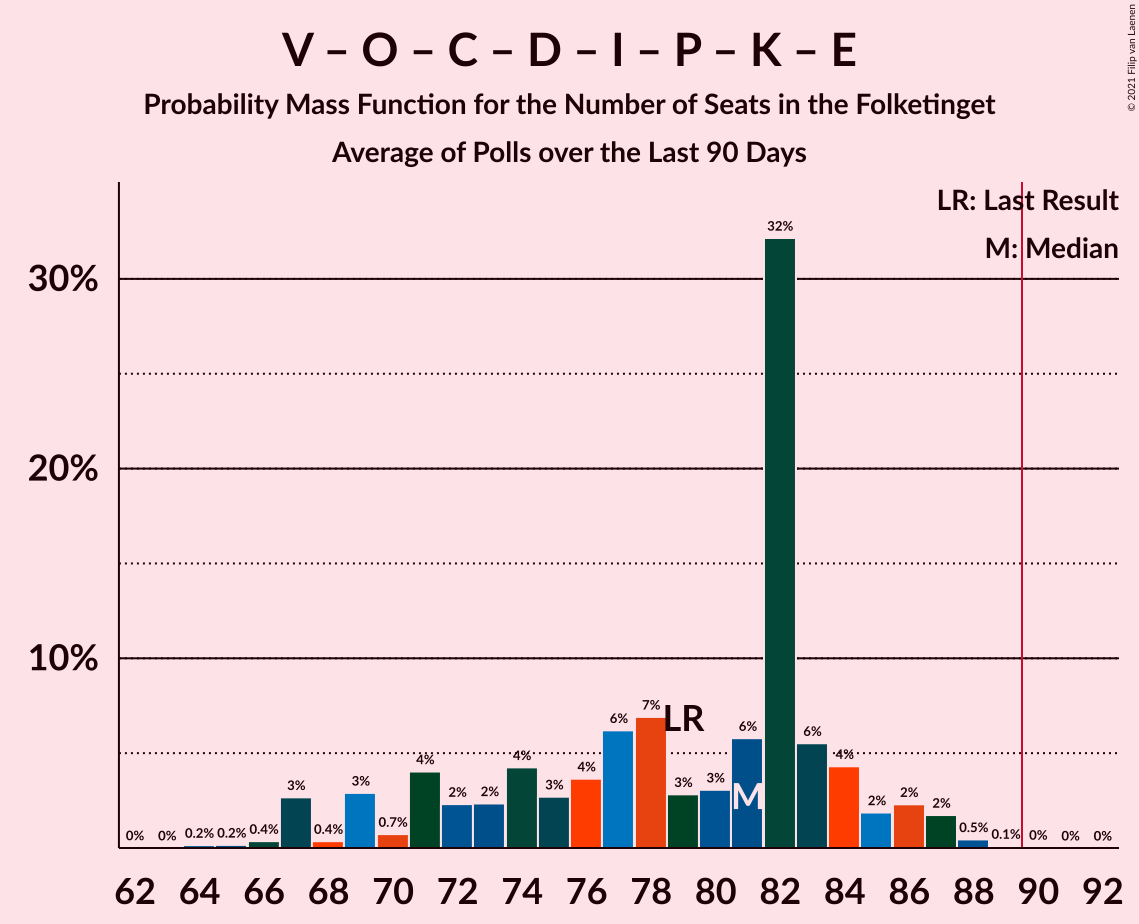 V – O – C – D – I – P – K – E
Probability Mass Function for the Number of Seats in the Folketinget
Average of Polls over the Last 90 Days
© 2021 Filip van Laenen
LR: Last Result
M: Median
30%
20%
10%
0% 0% 0.2% 0.2% 0.4% 3% 0.4% 3% 0.7% 4% 2% 2% 4% 3% 4% 6% 7% 3% 3% 6% 32% 6% 4% 2% 2% 2% 0.5% 0.1% 0% 0% 0%
LR
M
62 64 66 68 70 72 74 76 78 80 82 84 86 88 90 92